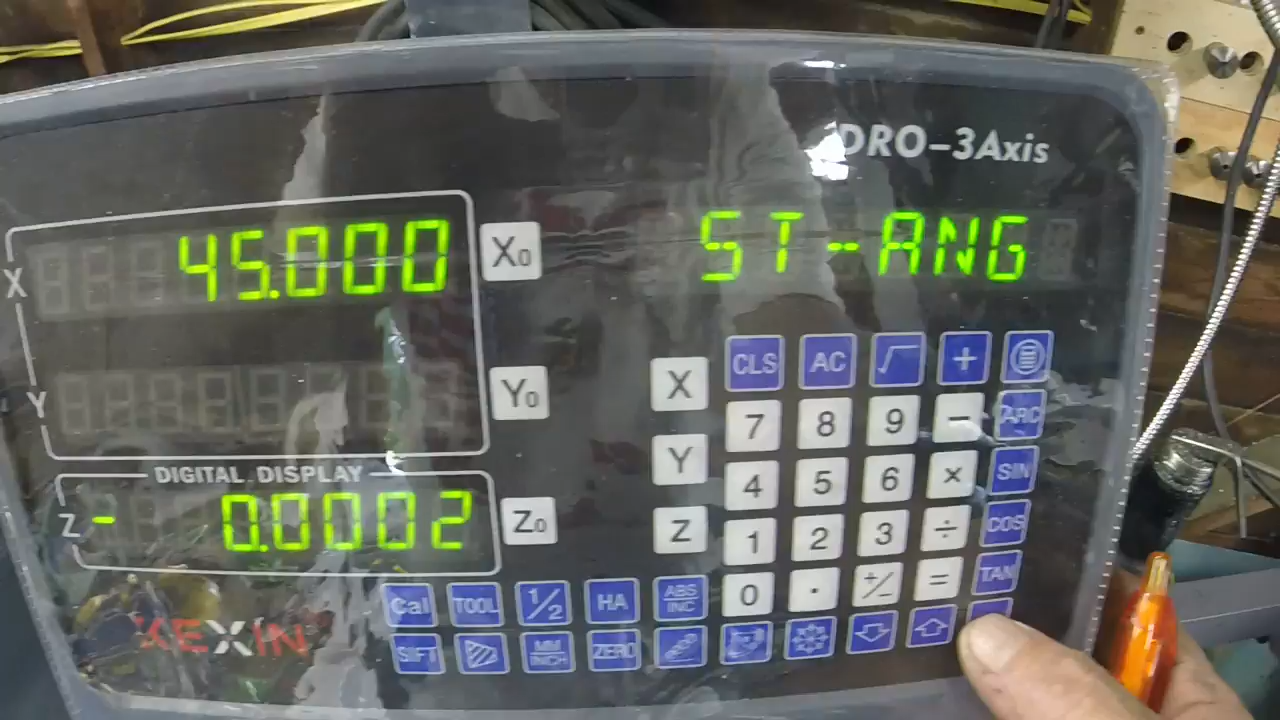 DRO-3Axis
X 45.000 X₀ ST-ANG
Y Y₀
DIGITAL DISPLAY
Z -0.0002 Z₀
X CLS AC √ +
7 8 9 - ARC
Y 4 5 6 × SIN
Z 1 2 3 ÷ COS
Cal TOOL 1/2 HA ABS INC 0 . +/- = TAN
MM INCH ZERO
KEXIN